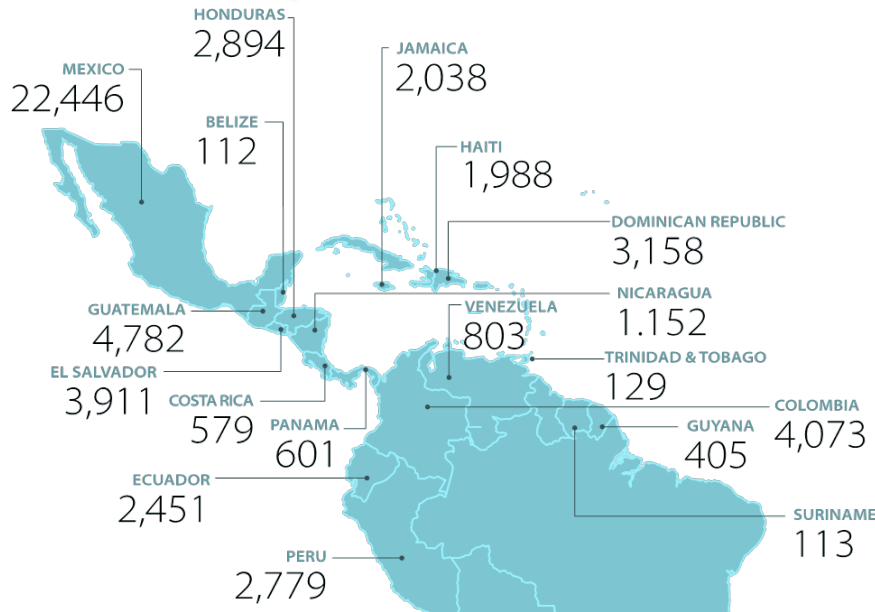 HONDURAS
2,894
JAMAICA
2,038
MEXICO
22,446
BELIZE
112
HAITI
1,988
DOMINICAN REPUBLIC
3,158
NICARAGUA
1.152
GUATEMALA
4,782
VENEZUELA
803
TRINIDAD & TOBAGO
129
EL SALVADOR
3,911
COSTA RICA
579
PANAMA
601
COLOMBIA
4,073
GUYANA
405
ECUADOR
2,451
SURINAME
113
PERU
2,779